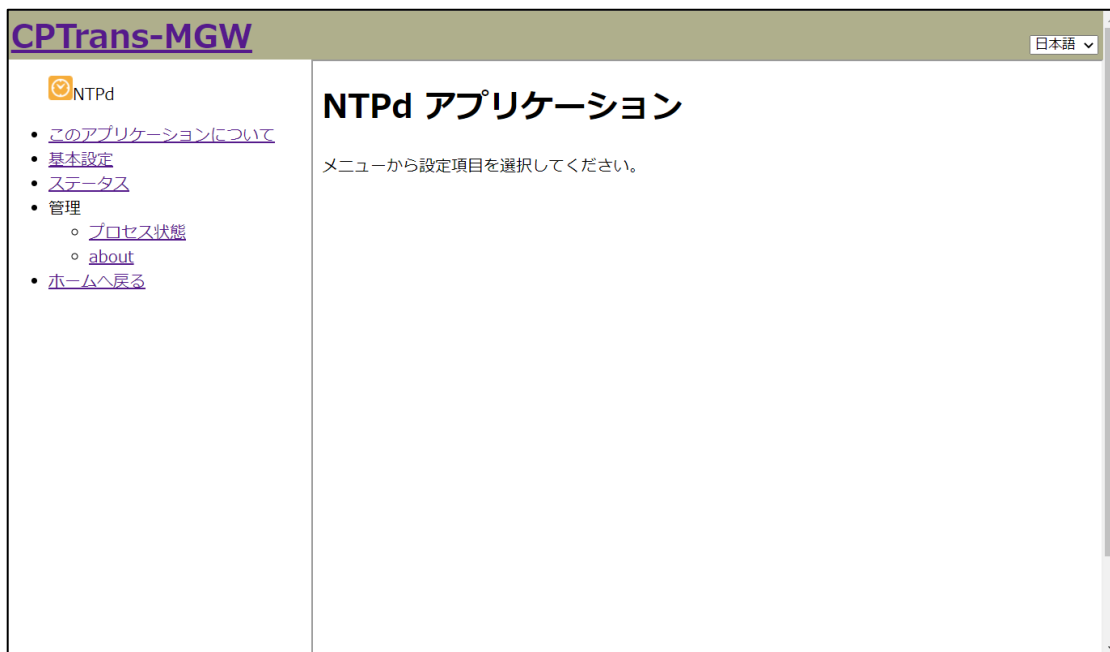 CPTrans-MGW
日本語
NTPd
このアプリケーションについて
基本設定
ステータス
管理
プロセス状態
about
ホームへ戻る
NTPd アプリケーション
メニューから設定項目を選択してください。